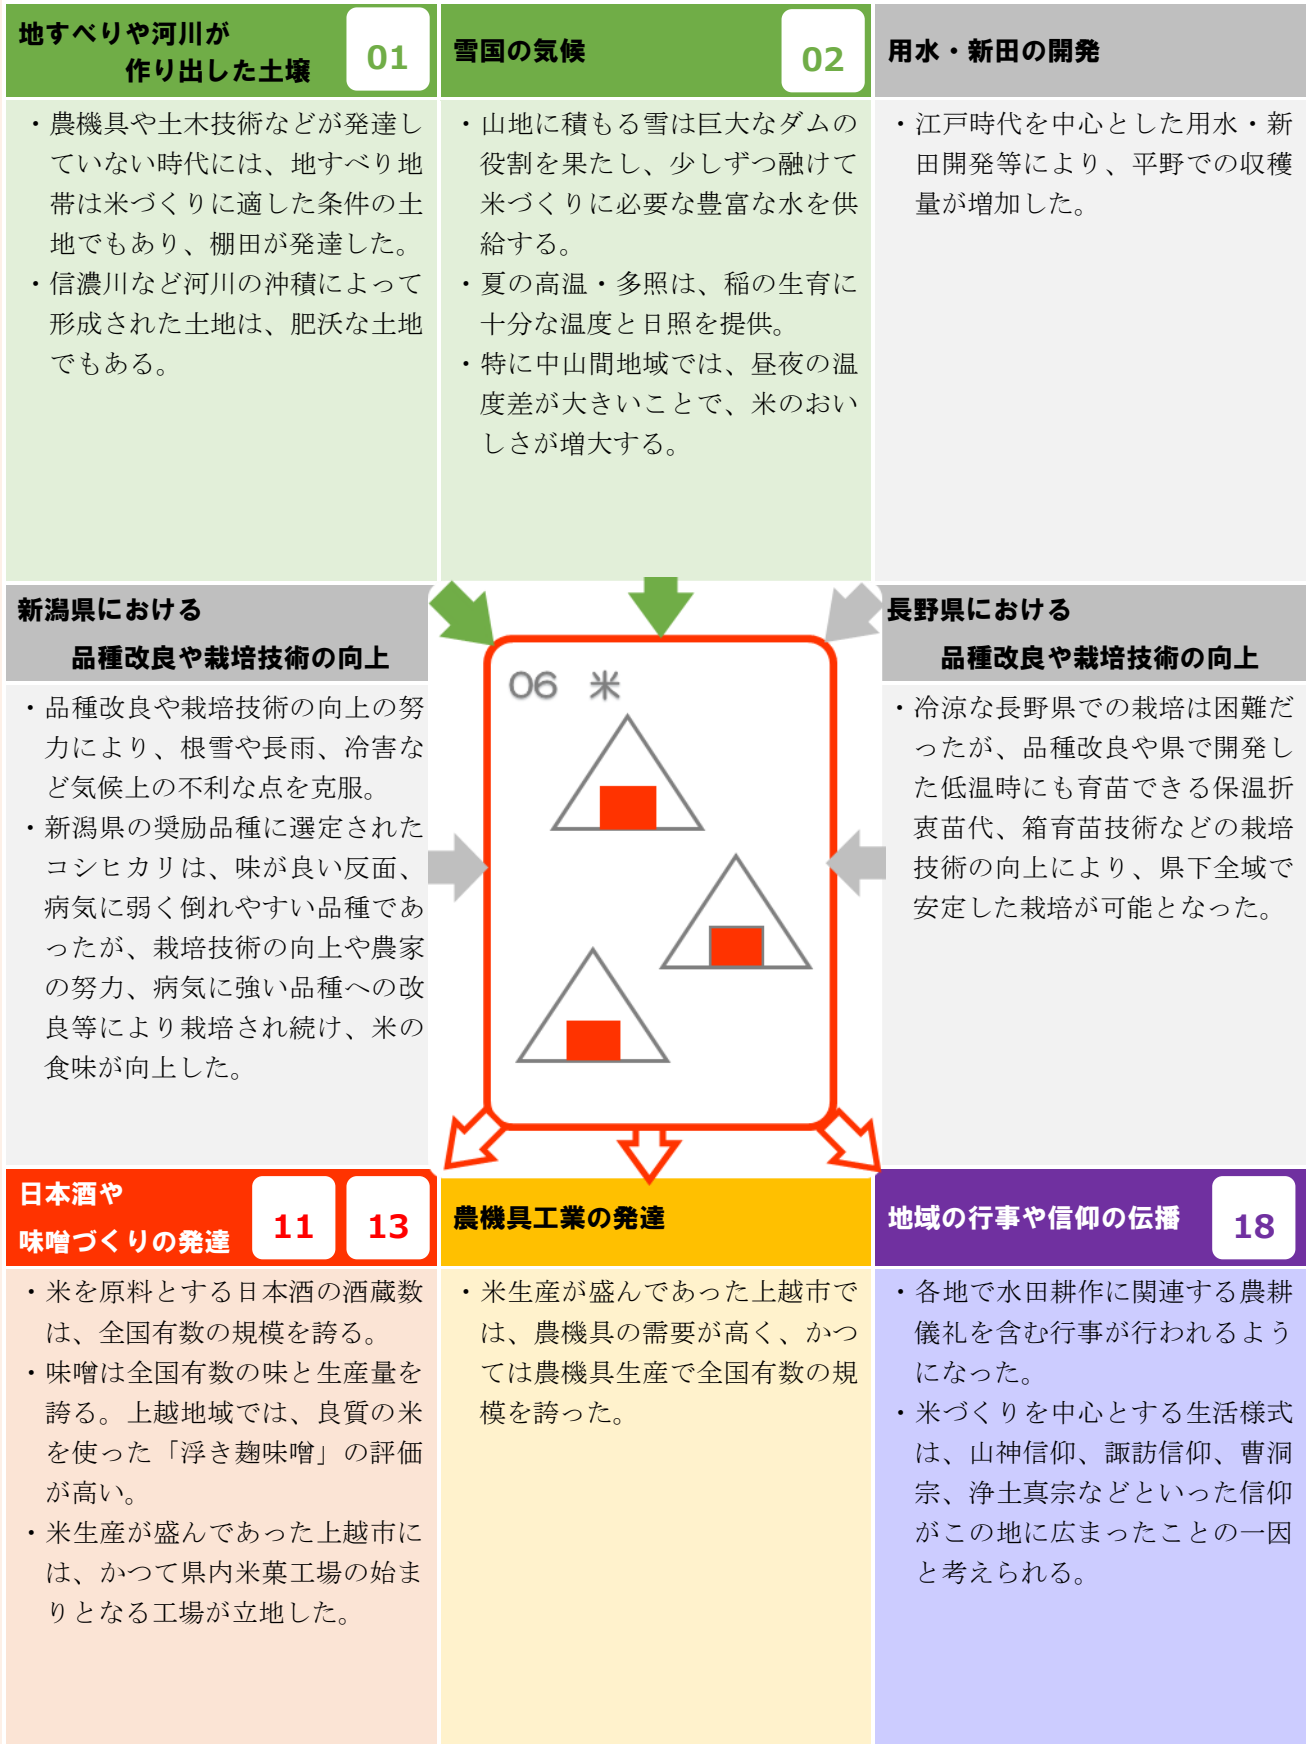 地すべりや河川が
作り出した土壌
01
・農機具や土木技術などが発達し
ていない時代には、地すべり地
帯は米づくりに適した条件の土
地でもあり、棚田が発達した。
・信濃川など河川の沖積によって
形成された土地は、肥沃な土地
でもある。
雪国の気候
02
・山地に積もる雪は巨大なダムの
役割を果たし、少しずつ融けて
米づくりに必要な豊富な水を供
給する。
・夏の高温・多照は、稲の生育に
十分な温度と日照を提供。
・特に中山間地域では、昼夜の温
度差が大きいことで、米のおい
しさが増大する。
用水・新田の開発
・江戸時代を中心とした用水・新
田開発等により、平野での収穫
量が増加した。
新潟県における
品種改良や栽培技術の向上
・品種改良や栽培技術の向上の努
力により、根雪や長雨、冷害な
ど気候上の不利な点を克服。
・新潟県の奨励品種に選定された
コシヒカリは、味が良い反面、
病気に弱く倒れやすい品種であ
ったが、栽培技術の向上や農家
の努力、病気に強い品種への改
良等により栽培され続け、米の
食味が向上した。
06 米
長野県における
品種改良や栽培技術の向上
・冷涼な長野県での栽培は困難だ
ったが、品種改良や県で開発し
た低温時にも育苗できる保温折
衷苗代、箱育苗技術などの栽培
技術の向上により、県下全域で
安定した栽培が可能となった。
日本酒や
味噌づくりの発達
11
13
・米を原料とする日本酒の酒蔵数
は、全国有数の規模を誇る。
・味噌は全国有数の味と生産量を
誇る。上越地域では、良質の米
を使った「浮き麹味噌」の評価
が高い。
・米生産が盛んであった上越市に
は、かつて県内米菓工場の始ま
りとなる工場が立地した。
農機具工業の発達
・米生産が盛んであった上越市で
は、農機具の需要が高く、かつ
ては農機具生産で全国有数の規
模を誇った。
地域の行事や信仰の伝播
18
・各地で水田耕作に関連する農耕
儀礼を含む行事が行われるよう
になった。
・米づくりを中心とする生活様式
は、山神信仰、諏訪信仰、曹洞
宗、浄土真宗などといった信仰
がこの地に広まったことの一因
と考えられる。